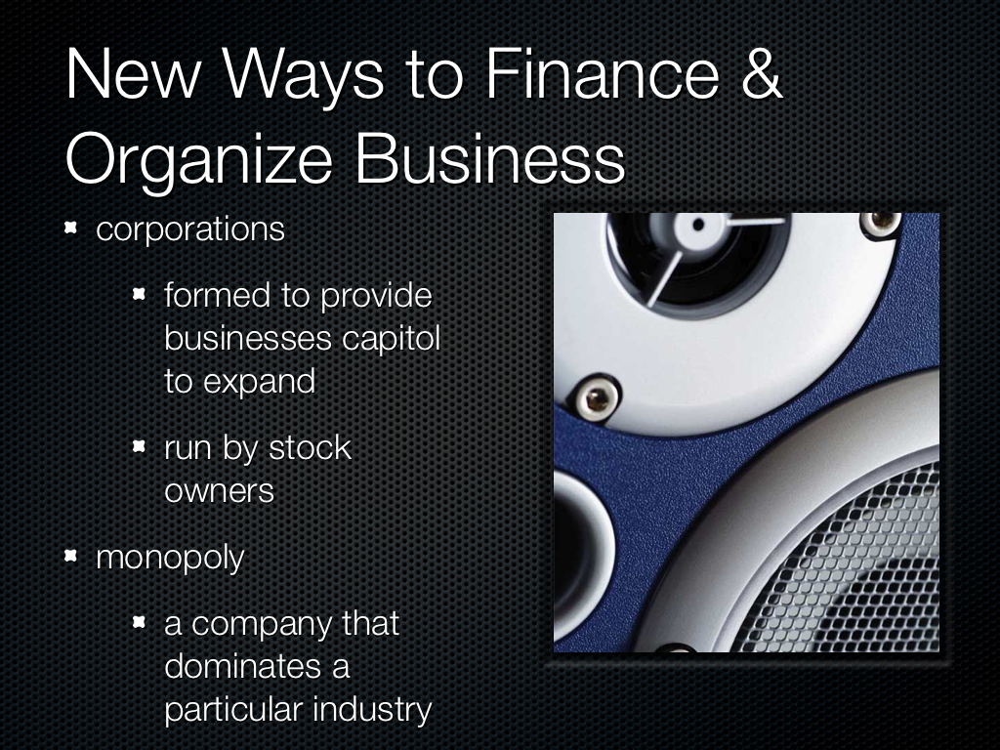 New Ways to Finance &
Organize Business
corporations
formed to provide
businesses capitol
to expand
run by stock
owners
monopoly
a company that
dominates a
particular industry